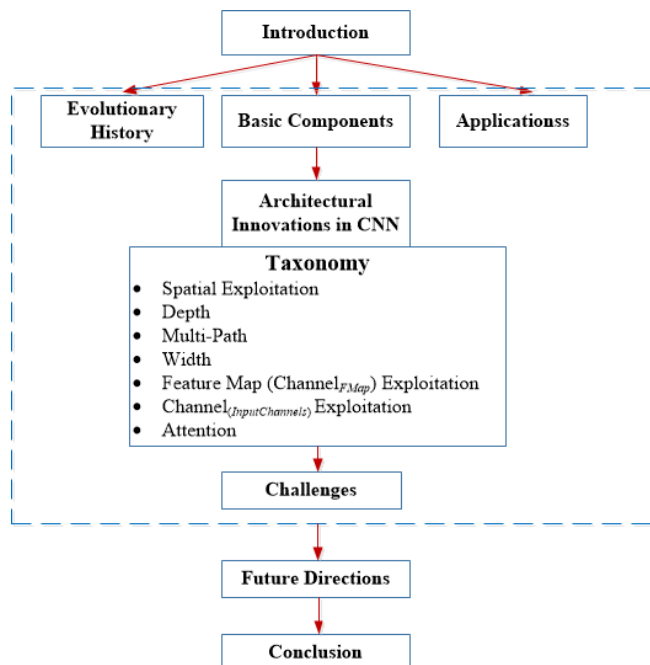 Introduction
Evolutionary
History
Basic Components
Applicationss
Architectural
Innovations in CNN
Taxonomy
• Spatial Exploitation
• Depth
• Multi-Path
• Width
• Feature Map (ChannelFMap) Exploitation
• Channel(InputChannels) Exploitation
• Attention
Challenges
Future Directions
Conclusion